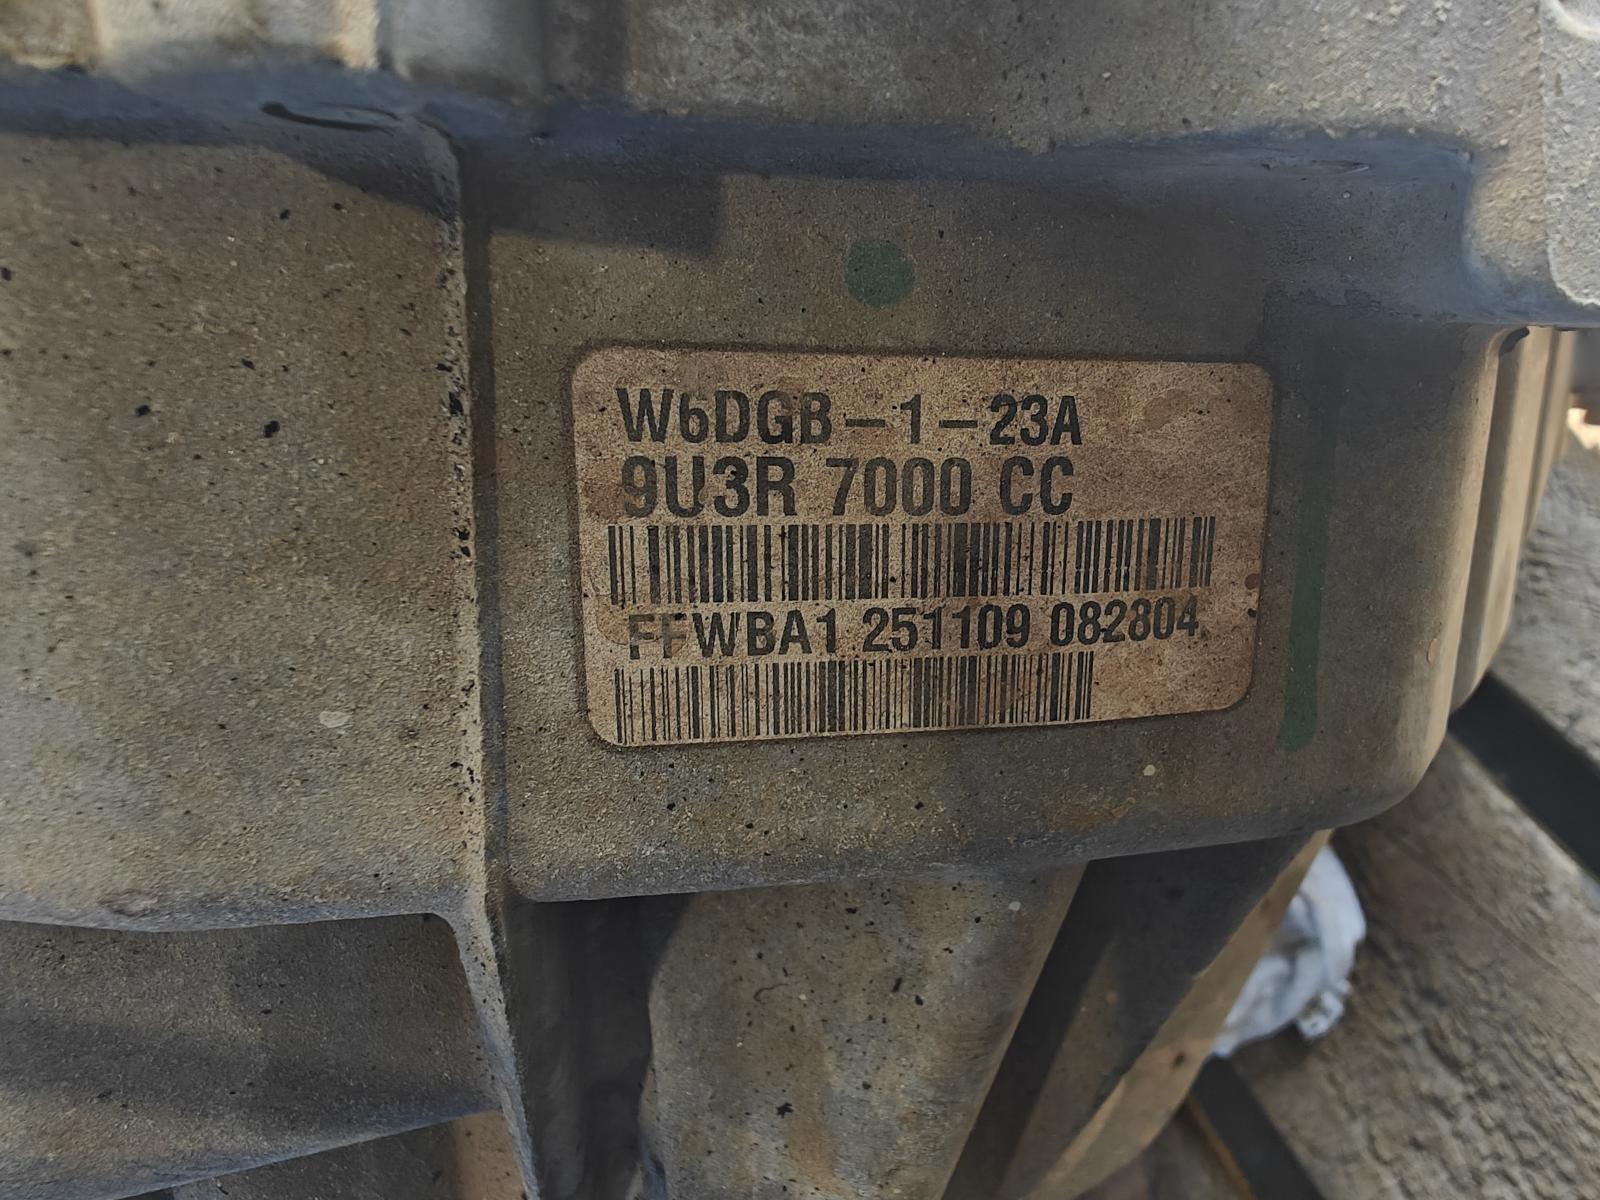 W6DGB-1-23A
9U3R 7000 CC
FFWBA1 251109 082804